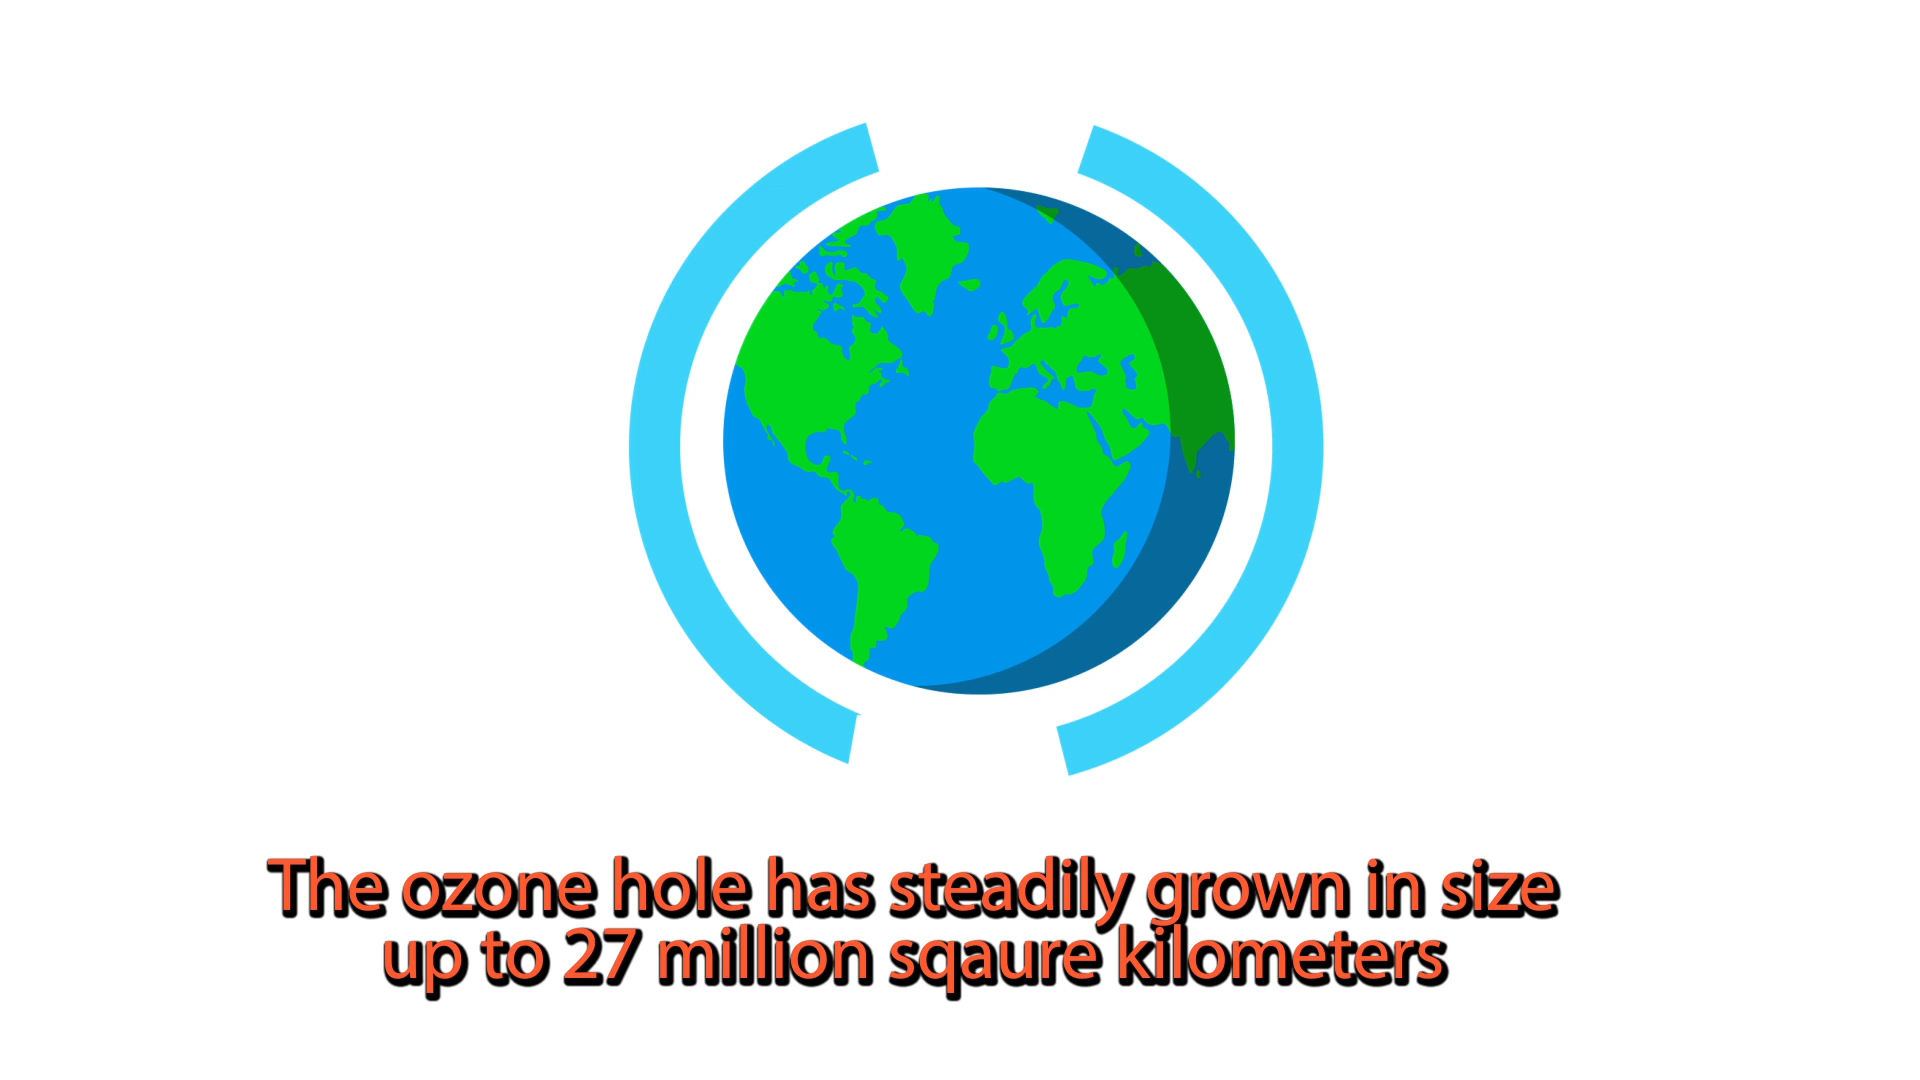 The ozone hole has steadily grown in size
up to 27 million sqaure kilometers